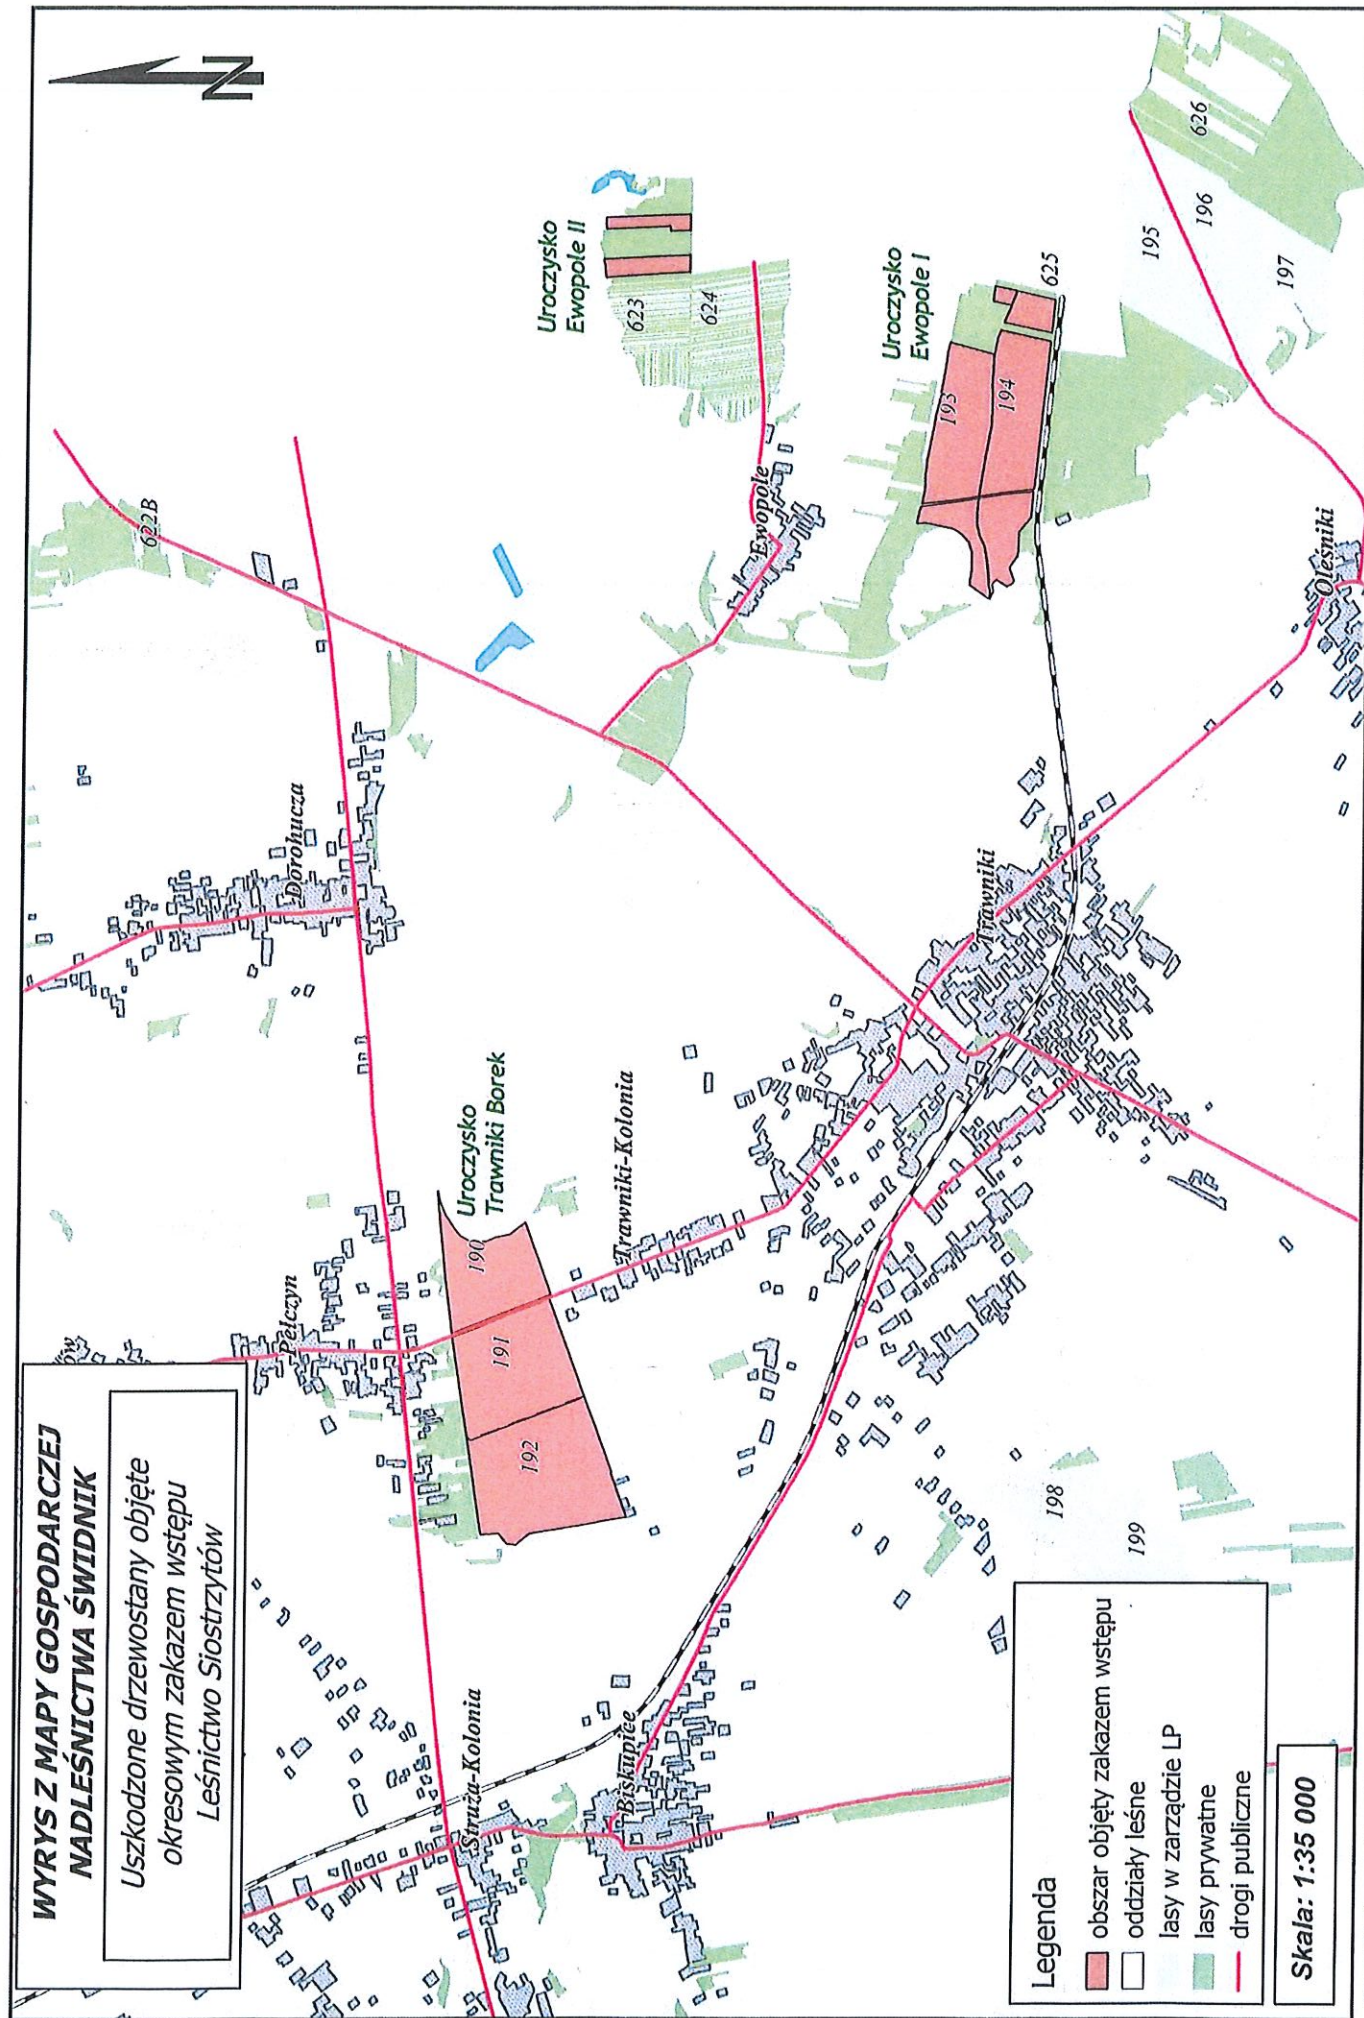 WYRYS Z MAPY GOSPODARCZEJ
NADLEŚNICTWA ŚWIDNIK
Uszkodzone drzewostany objęte
okresowym zakazem wstępu
Leśnictwo Siostrzytów
N
Pełczyn
Dorohucza
622B
Struża-Kolonia
Biskupice
192
191
190
Uroczysko
Trawniki Borek
Trawniki-Kolonia
Trawniki
Ewopole
Uroczysko
Ewopole II
623
624
Uroczysko
Ewopole I
193
194
625
195
196
626
197
Oleśniki
198
199
Legenda
obszar objęty zakazem wstępu
oddziały leśne
lasy w zarządzie LP
lasy prywatne
drogi publiczne
Skala: 1:35 000